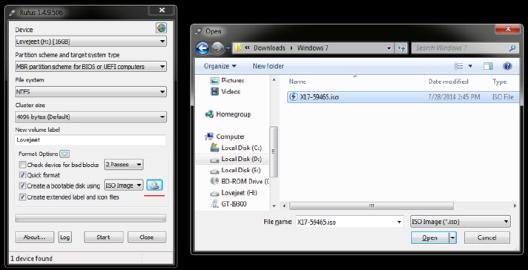 Rufus 1.4.9.506
Device
Lovejeet (H:) [16GB]
Partition scheme and target system type
MBR partition scheme for BIOS or UEFI computers
File system
NTFS
Cluster size
4096 bytes (Default)
New volume label
Lovejeet
Format Options
Check device for bad blocks
2 Passes
Quick format
Create a bootable disk using
ISO Image
Create extended label and icon files
About...
Log
Start
Close
1 device found
Open
« Downloads
Windows 7
Search Windows 7
Organize
New folder
Pictures
Videos
Homegroup
Computer
Local Disk (C:)
Local Disk (D:)
Local Disk (E:)
BD-ROM Drive (
Lovejeet (H:)
GT-I9300
Name
Date modified
Type
X17-59465.iso
7/28/2014 2:45 PM
ISO File
File name
X17-59465.iso
ISO Image (*.iso)
Open
Cancel